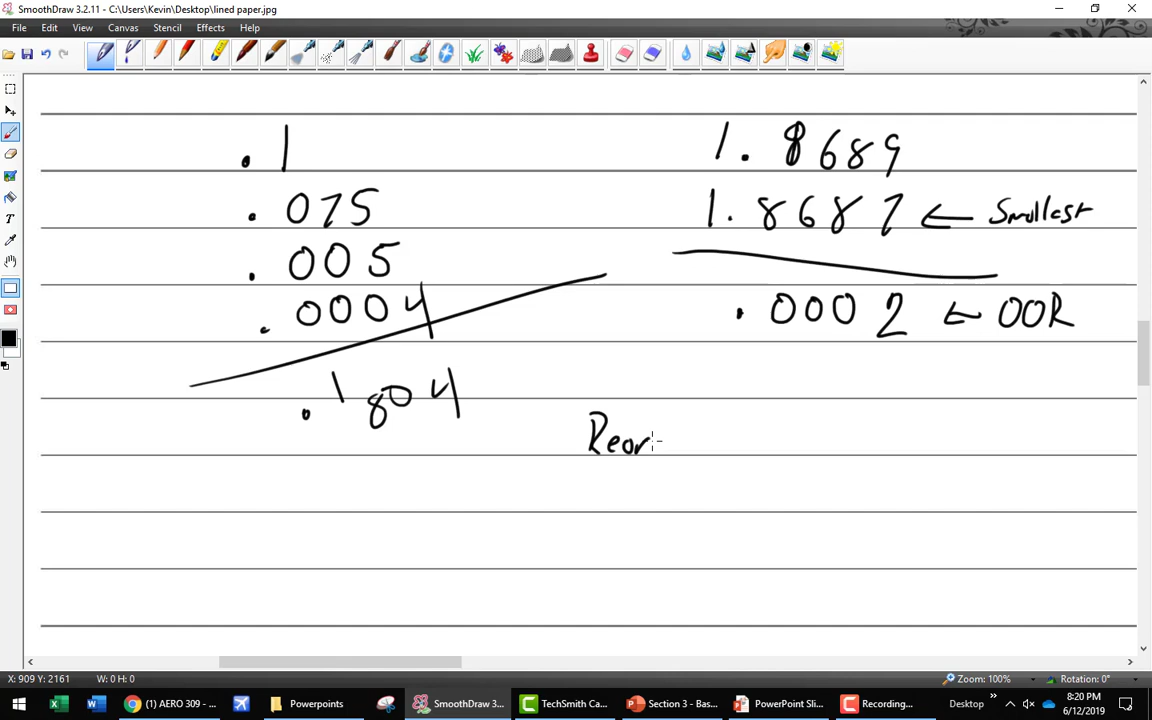 SmoothDraw 3.2.11 - C:\Users\Kevin\Desktop\lined paper.jpg
File Edit View Canvas Stencil Effects Help
.1
.075
.005
.0004
.1804
1.8689
1.8687 ← Smallest
.0002 ← OOR
Reor
X: 909 Y: 2161 W: 0 H: 0 Zoom: 100% Rotation: 0°
(1) AERO 309 - ... Powerpoints SmoothDraw 3... TechSmith Ca... Section 3 - Bas... PowerPoint Sli... Recording... Desktop 8:20 PM
6/12/2019